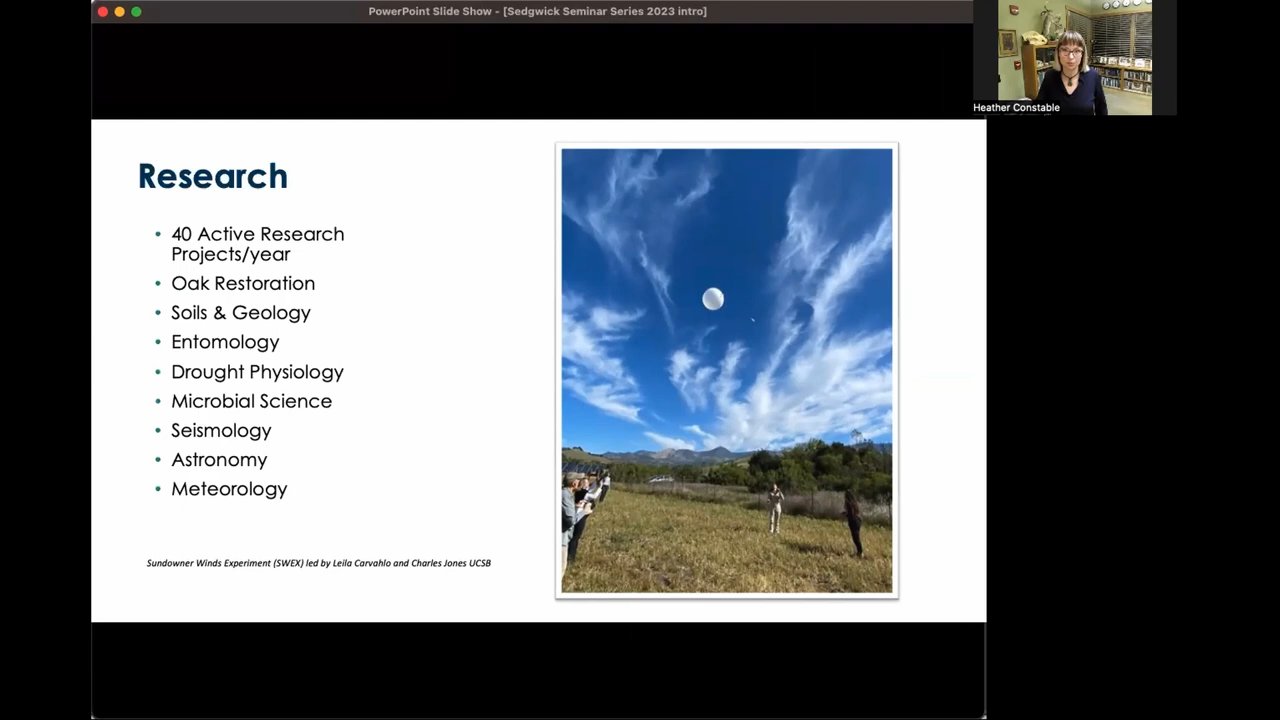 PowerPoint Slide Show - [Sedgwick Seminar Series 2023 intro]
Heather Constable
Research
• 40 Active Research
Projects/year
• Oak Restoration
• Soils & Geology
• Entomology
• Drought Physiology
• Microbial Science
• Seismology
• Astronomy
• Meteorology
Sundowner Winds Experiment (SWEX) led by Leila Carvahlo and Charles Jones UCSB